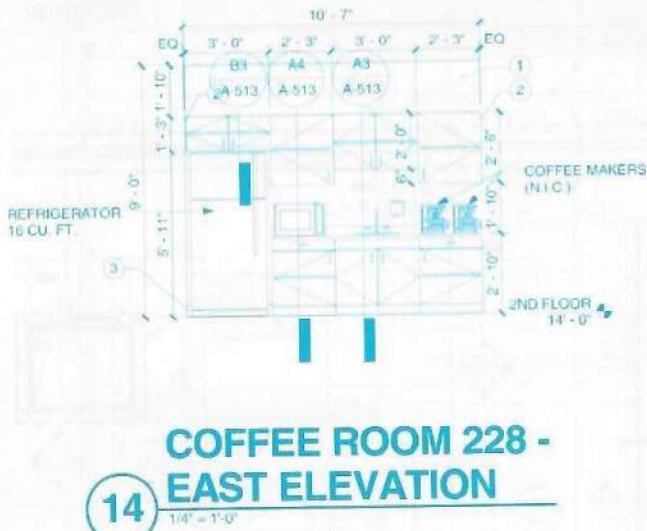 10' - 7"
EQ 3' - 0" 2' - 3" 3' - 0" 2' - 3" EQ
B3 A4 A3
A-513 A-513 A-513
1
2
2
1' - 10"
1' - 3"
9' - 0"
5' - 11"
2' - 0"
6"
2' - 6"
1' - 10"
2' - 10"
COFFEE MAKERS
(N.I.C.)
REFRIGERATOR
16 CU. FT.
3
2ND FLOOR
14' - 0"
COFFEE ROOM 228 -
EAST ELEVATION
14
1/4" = 1'-0"